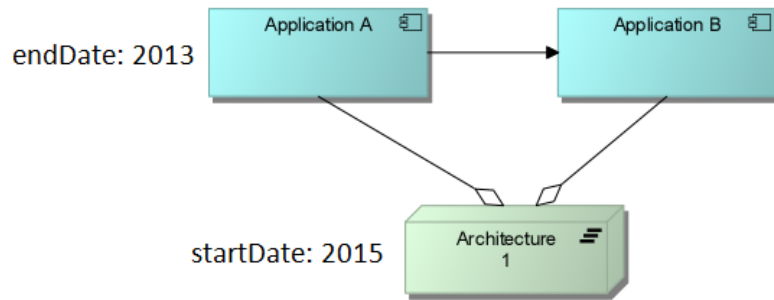 Application A
Application B
endDate: 2013
Architecture
1
startDate: 2015